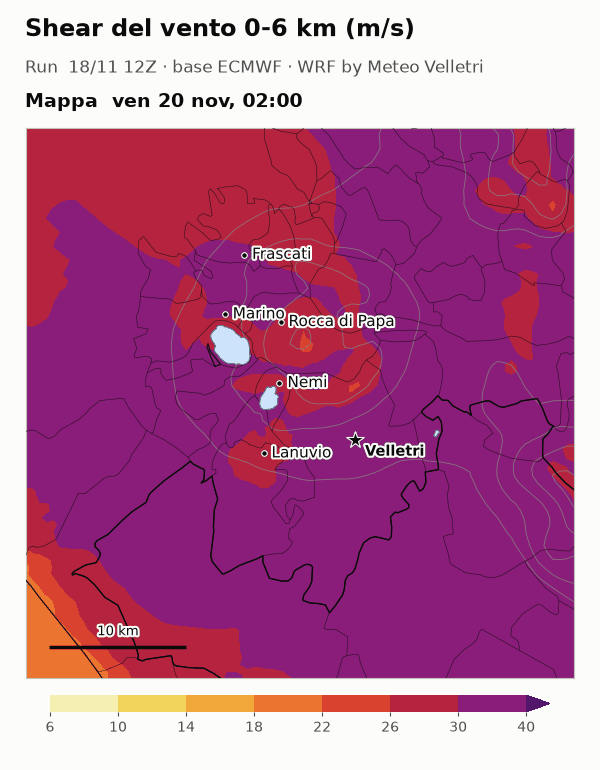 Shear del vento 0-6 km (m/s)
Run  18/11 12Z · base ECMWF · WRF by Meteo Velletri
Mappa  ven 20 nov, 02:00
Frascati
Marino
Rocca di Papa
Nemi
Velletri
Lanuvio
10 km
6 10 14 18 22 26 30 40